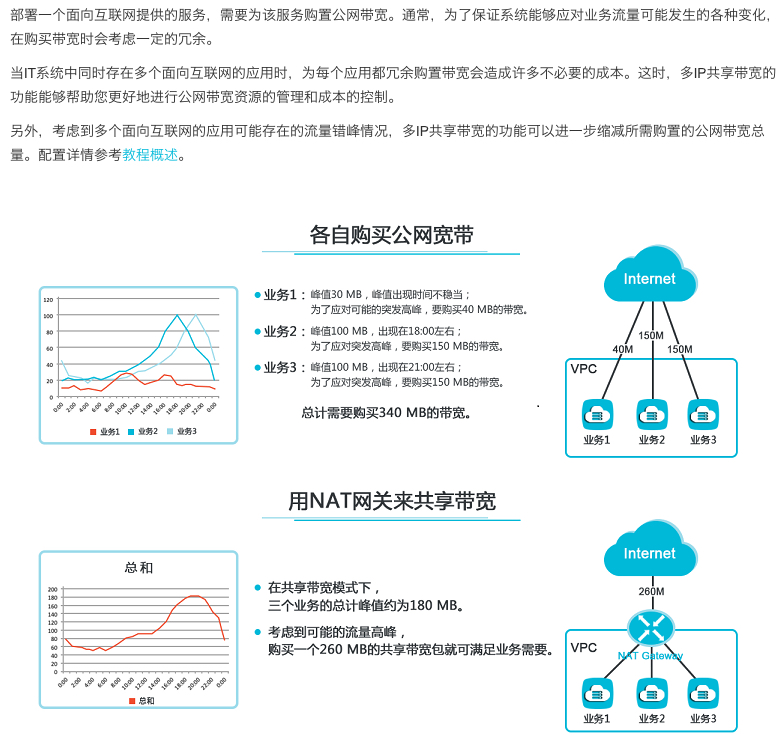 部署一个面向互联网提供的服务，需要为该服务购置公网带宽。通常，为了保证系统能够应对业务流量可能发生的各种变化，
在购买带宽时会考虑一定的冗余。
当IT系统中同时存在多个面向互联网的应用时，为每个应用都冗余购置带宽会造成许多不必要的成本。这时，多IP共享带宽的
功能能够帮助您更好地进行公网带宽资源的管理和成本的控制。
另外，考虑到多个面向互联网的应用可能存在的流量错峰情况，多IP共享带宽的功能可以进一步缩减所需购置的公网带宽总
量。配置详情参考教程概述。
各自购买公网宽带
120
100
80
60
40
20
0
0:00 2:00 4:00 6:00 8:00 10:00 12:00 14:00 16:00 18:00 20:00 22:00 0:00
业务1 业务2 业务3
业务1：峰值30 MB，峰值出现时间不稳当；
为了应对可能的突发高峰，要购买40 MB的带宽。
业务2：峰值100 MB，出现在18:00左右；
为了应对突发高峰，要购买150 MB的带宽。
业务3：峰值100 MB，出现在21:00左右；
为了应对突发高峰，要购买150 MB的带宽。
总计需要购买340 MB的带宽。
Internet
150M
40M 150M
VPC
业务1 业务2 业务3
用NAT网关来共享带宽
总和
200
180
160
140
120
100
80
60
40
20
0
0:00 2:00 4:00 6:00 8:00 10:00 12:00 14:00 16:00 18:00 20:00 22:00 0:00
总和
在共享带宽模式下，
三个业务的总计峰值约为180 MB。
考虑到可能的流量高峰，
购买一个260 MB的共享带宽包就可满足业务需要。
Internet
260M
VPC
NAT Gateway
业务1 业务2 业务3